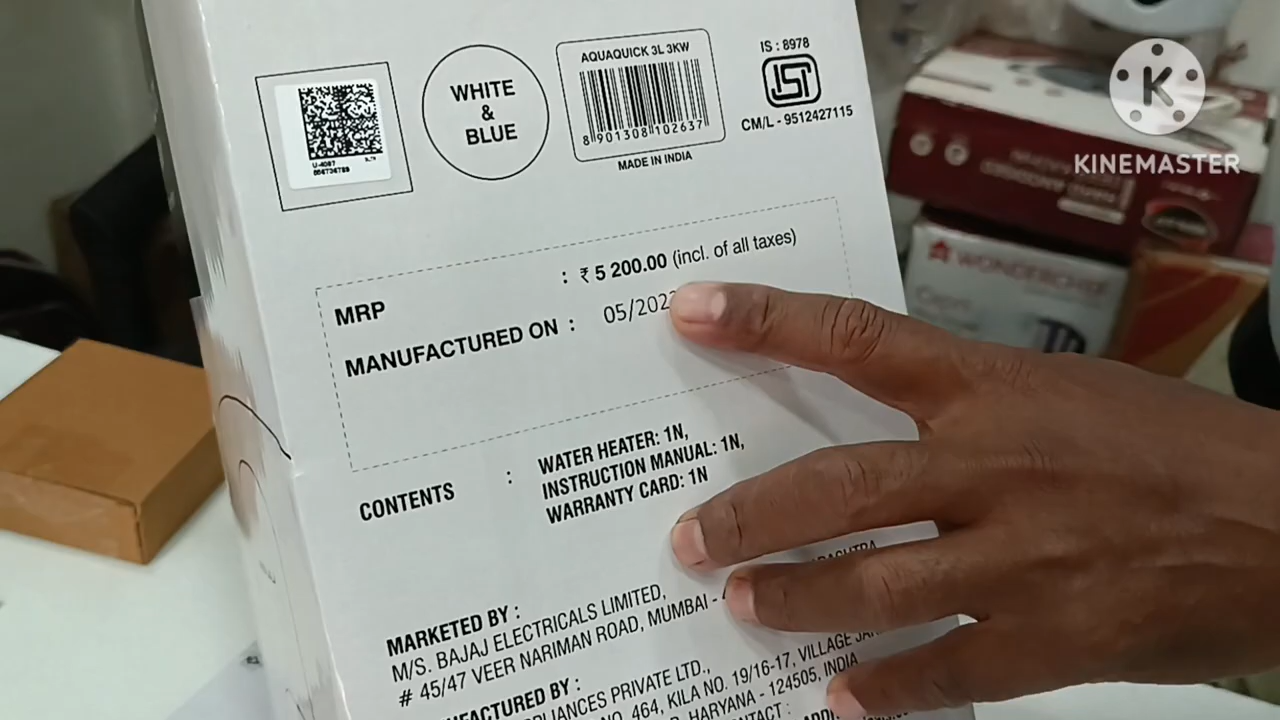 WHITE
&
BLUE
AQUAQUICK 3L 3KW
8 901308 102637
MADE IN INDIA
IS : 8978
CM/L - 9512427115
MRP : ₹ 5 200.00 (incl. of all taxes)
MANUFACTURED ON : 05/202
CONTENTS : WATER HEATER: 1N,
INSTRUCTION MANUAL: 1N,
WARRANTY CARD: 1N
MARKETED BY :
M/S. BAJAJ ELECTRICALS LIMITED,
# 45/47 VEER NARIMAN ROAD, MUMBAI -
BY :
PRIVATE LTD.,
NO. 464, KILA NO. 19/16-17, VILLAGE
HARYANA - 124505, INDIA
KINEMASTER
WONDERCHEF